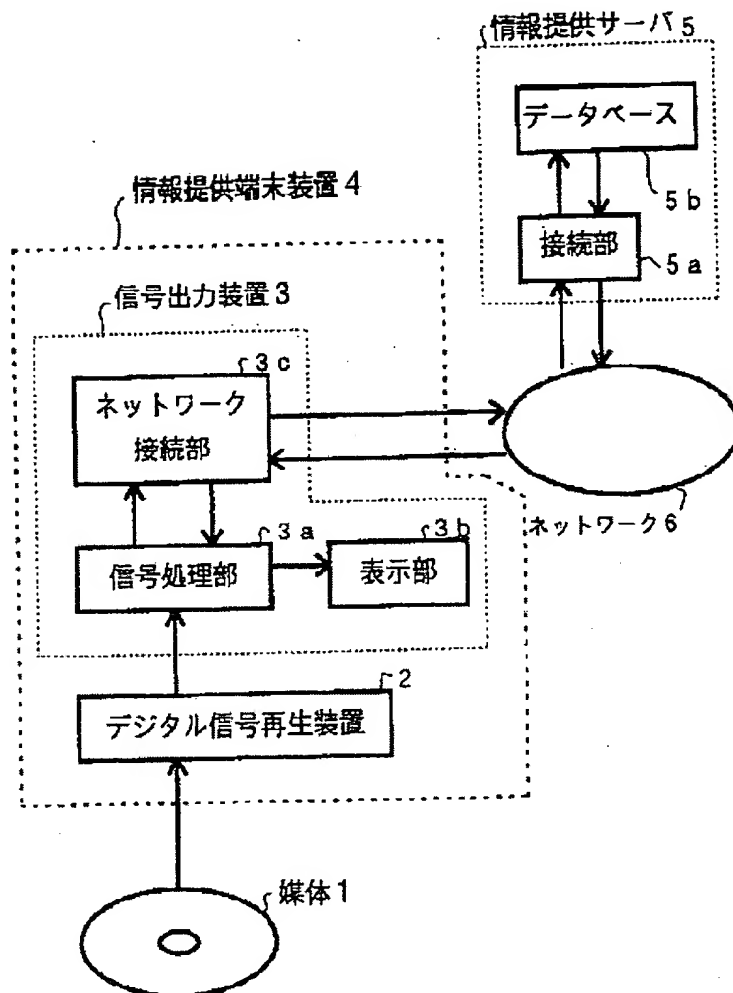 情報提供サーバ5
データベース
5b
情報提供端末装置4
接続部
5a
信号出力装置3
3c
ネットワーク
接続部
3a
3b
ネットワーク6
信号処理部
表示部
2
デジタル信号再生装置
媒体1